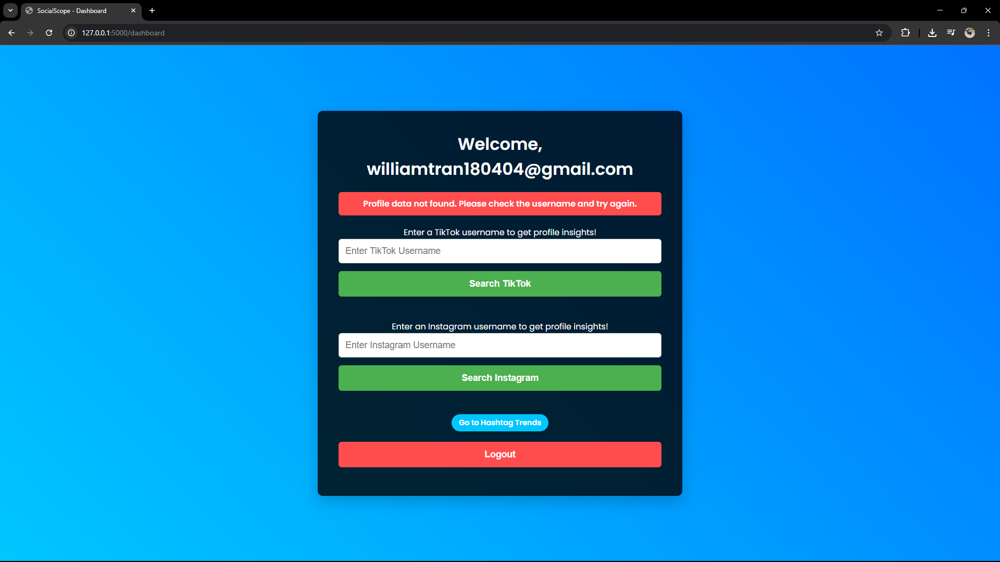 SocialScope - Dashboard
127.0.0.1:5000/dashboard
Welcome,
williamtran180404@gmail.com
Profile data not found. Please check the username and try again.
Enter a TikTok username to get profile insights!
Enter TikTok Username
Search TikTok
Enter an Instagram username to get profile insights!
Enter Instagram Username
Search Instagram
Go to Hashtag Trends
Logout